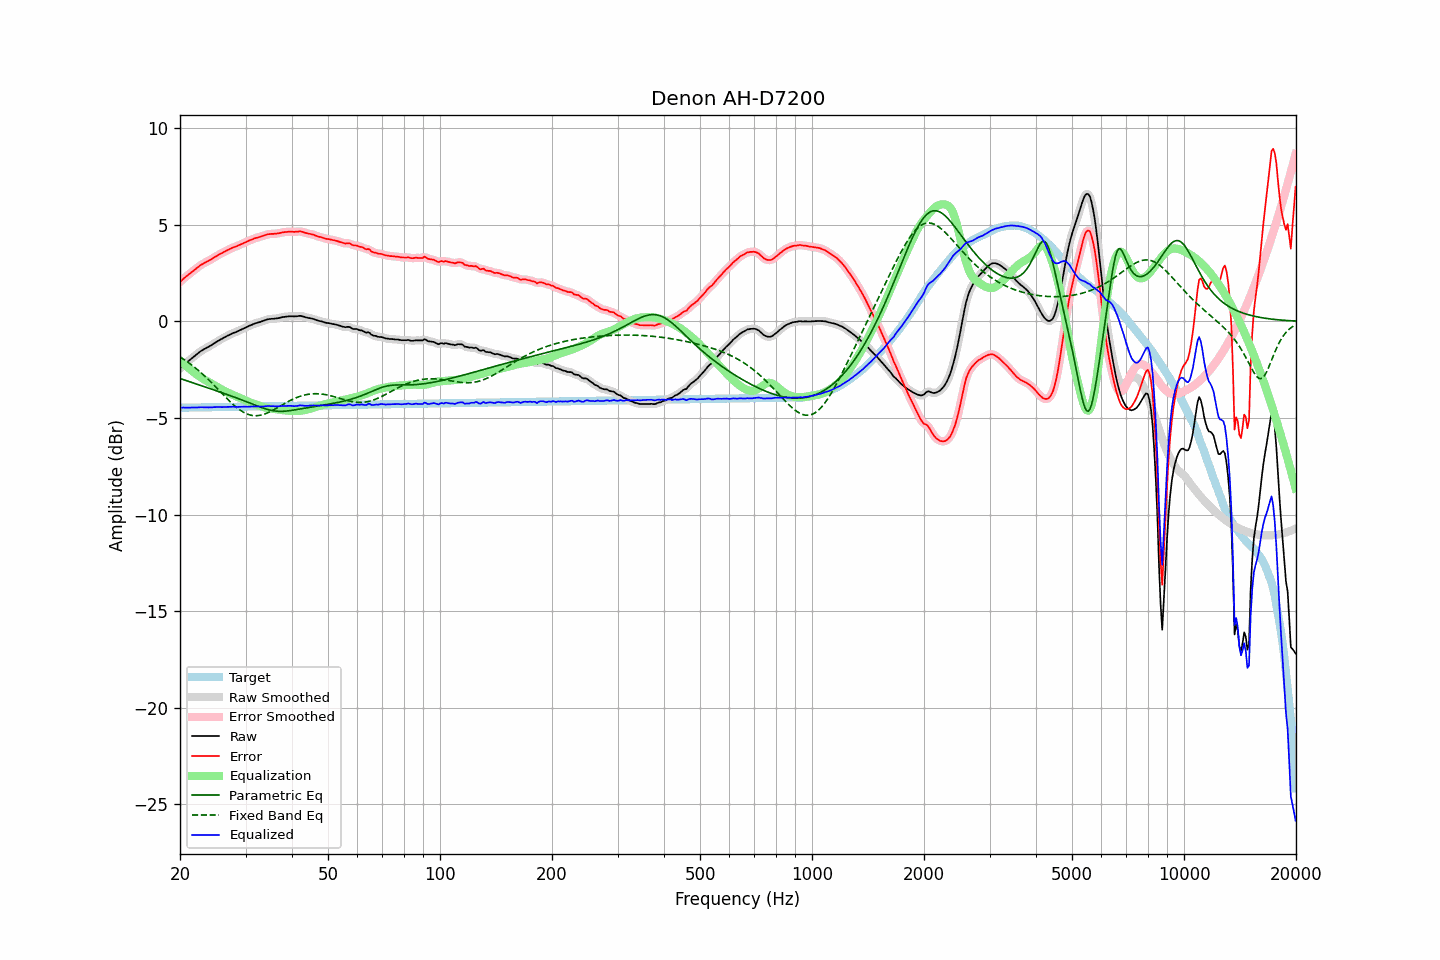 Denon AH-D7200
Amplitude (dBr)
10
5
0
−5
−10
−15
−20
−25
Target
Raw Smoothed
Error Smoothed
Raw
Error
Equalization
Parametric Eq
Fixed Band Eq
Equalized
20 50 100 200 500 1000 2000 5000 10000 20000
Frequency (Hz)